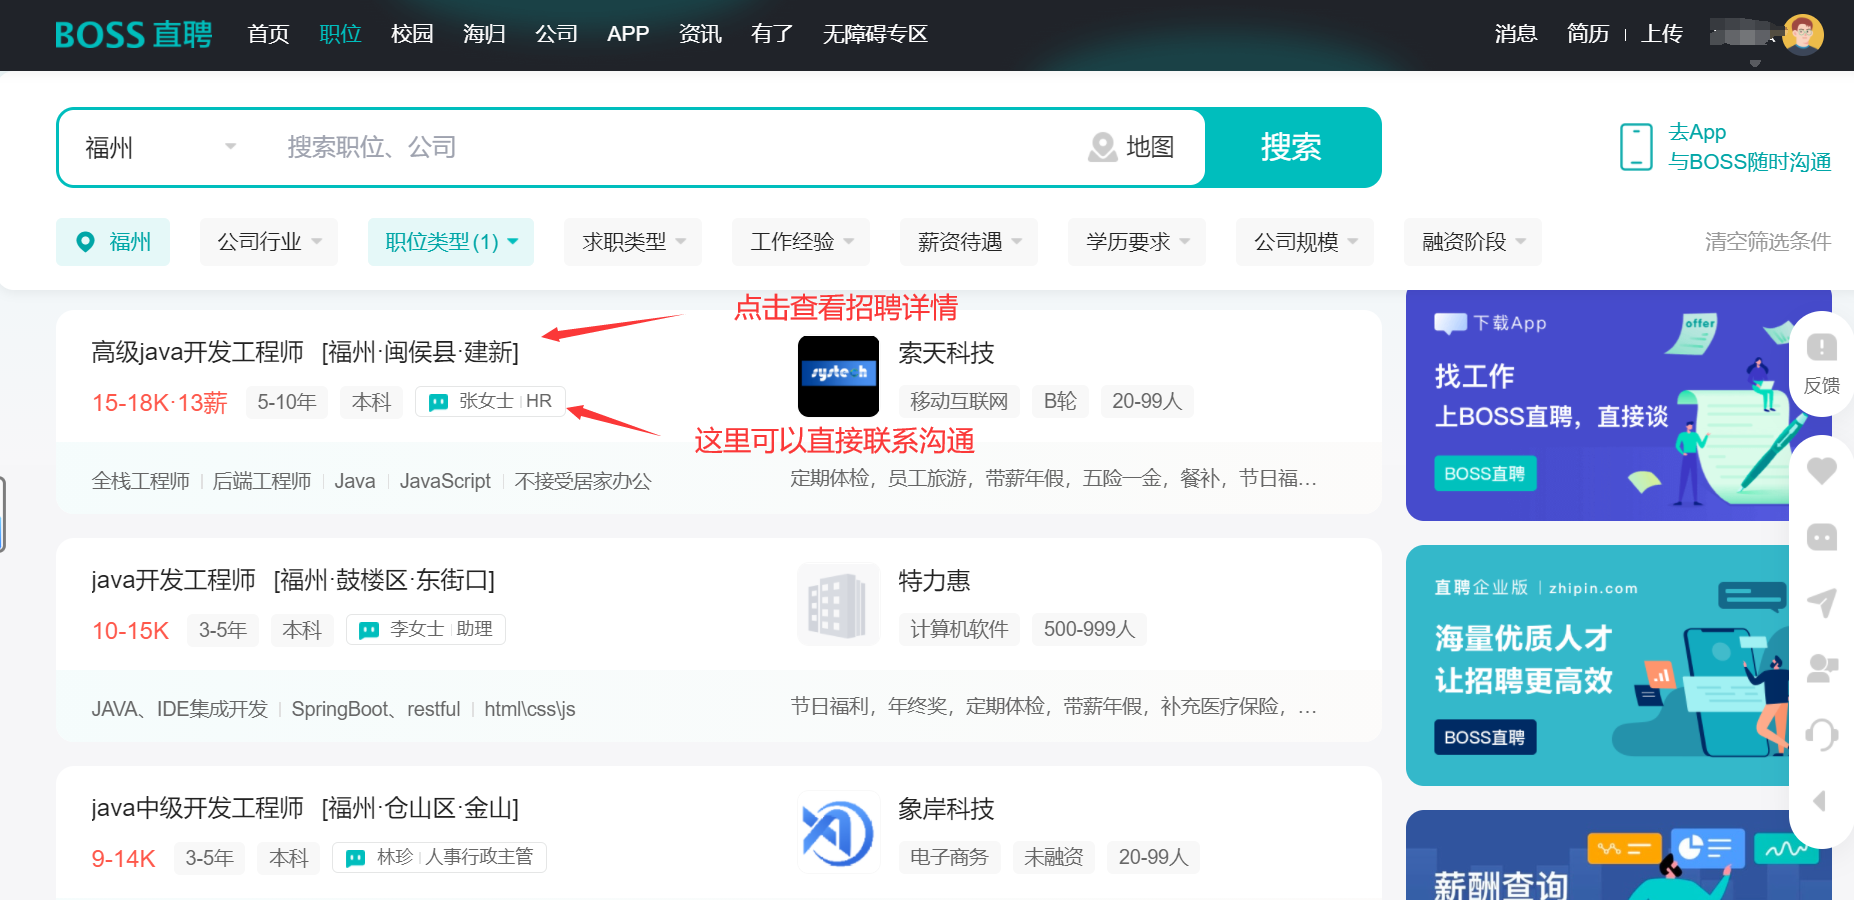 BOSS 直聘 首页 职位 校园 海归 公司 APP 资讯 有了 无障碍专区 消息 简历 上传
福州 搜索职位、公司 地图 搜索
去App
与BOSS随时沟通
福州 公司行业 职位类型(1) 求职类型 工作经验 薪资待遇 学历要求 公司规模 融资阶段 清空筛选条件
点击查看招聘详情
高级java开发工程师 [福州·闽侯县·建新]
15-18K·13薪 5-10年 本科 张女士 HR
systech
索天科技
移动互联网 B轮 20-99人
这里可以直接联系沟通
全栈工程师 后端工程师 Java JavaScript 不接受居家办公
定期体检，员工旅游，带薪年假，五险一金，餐补，节日福…
java开发工程师 [福州·鼓楼区·东街口]
10-15K 3-5年 本科 李女士 助理
特力惠
计算机软件 500-999人
JAVA、IDE集成开发 SpringBoot、restful html\css\js
节日福利，年终奖，定期体检，带薪年假，补充医疗保险，…
java中级开发工程师 [福州·仓山区·金山]
9-14K 3-5年 本科 林珍 人事行政主管
象岸科技
电子商务 未融资 20-99人
下载App
offer
找工作
上BOSS直聘，直接谈
BOSS直聘
反馈
直聘企业版 zhipin.com
海量优质人才
让招聘更高效
BOSS直聘
薪酬查询